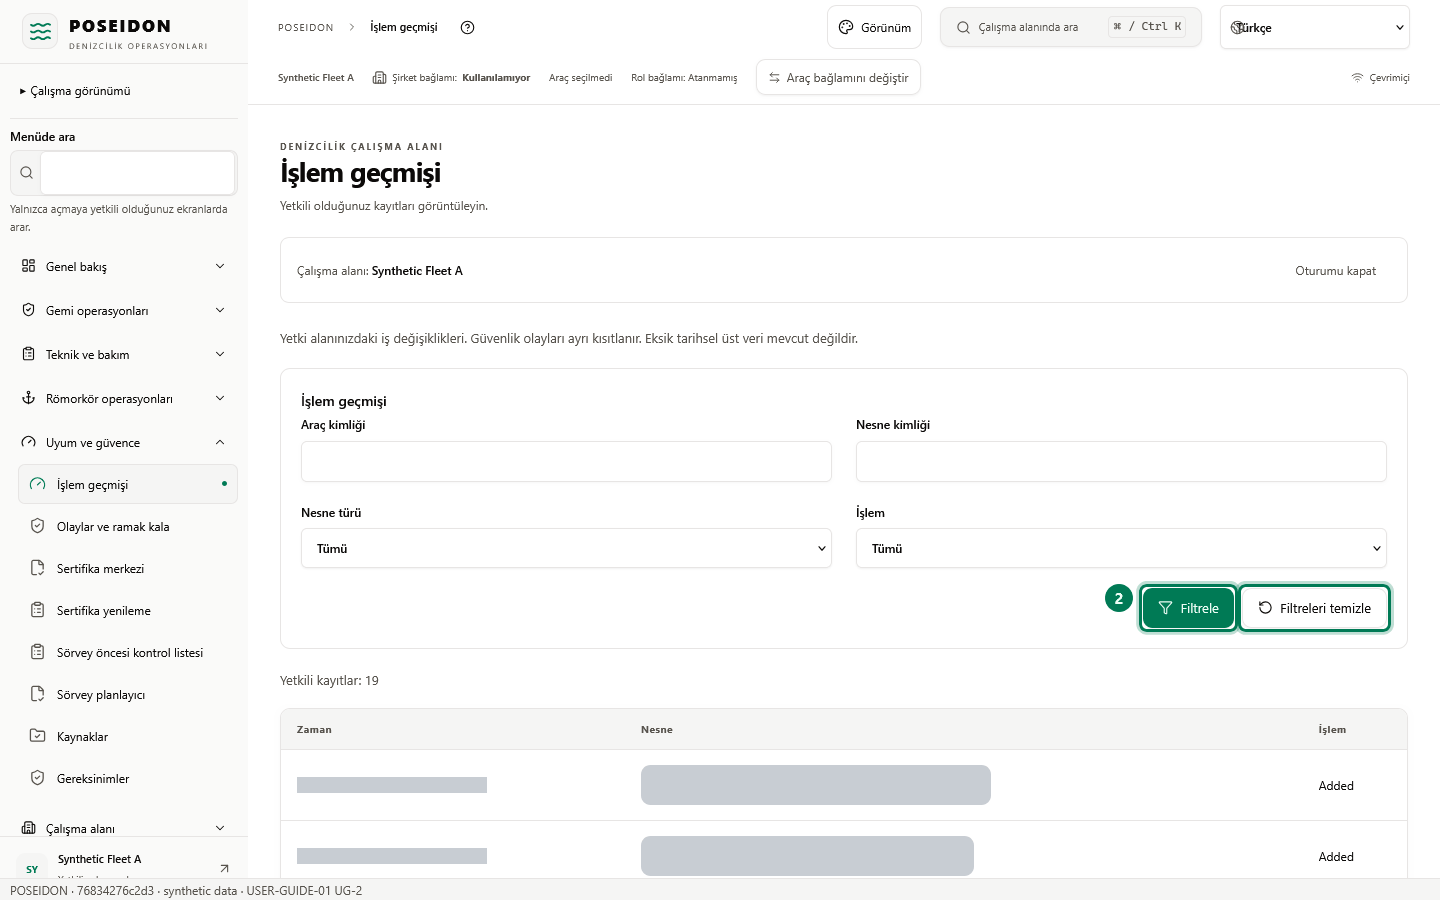 POSEIDON
DENİZCİLİK OPERASYONLARI
Çalışma görünümü
Menüde ara
Yalnızca açmaya yetkili olduğunuz ekranlarda
arar.
Genel bakış
Gemi operasyonları
Teknik ve bakım
Römorkör operasyonları
Uyum ve güvence
İşlem geçmişi
Olaylar ve ramak kala
Sertifika merkezi
Sertifika yenileme
Sörvey öncesi kontrol listesi
Sörvey planlayıcı
Kaynaklar
Gereksinimler
Çalışma alanı
SY
Synthetic Fleet A
POSEIDON
İşlem geçmişi
Görünüm
Çalışma alanında ara
⌘ / Ctrl K
Türkçe
Synthetic Fleet A
Şirket bağlamı: Kullanılamıyor
Araç seçilmedi
Rol bağlamı: Atanmamış
Araç bağlamını değiştir
Çevrimiçi
DENİZCİLİK ÇALIŞMA ALANI
İşlem geçmişi
Yetkili olduğunuz kayıtları görüntüleyin.
Çalışma alanı: Synthetic Fleet A
Oturumu kapat
Yetki alanınızdaki iş değişiklikleri. Güvenlik olayları ayrı kısıtlanır. Eksik tarihsel üst veri mevcut değildir.
İşlem geçmişi
Araç kimliği
Nesne kimliği
Nesne türü
İşlem
Tümü
Tümü
2
Filtrele
Filtreleri temizle
Yetkili kayıtlar: 19
Zaman
Nesne
İşlem
Added
Added
POSEIDON · 76834276c2d3 · synthetic data · USER-GUIDE-01 UG-2